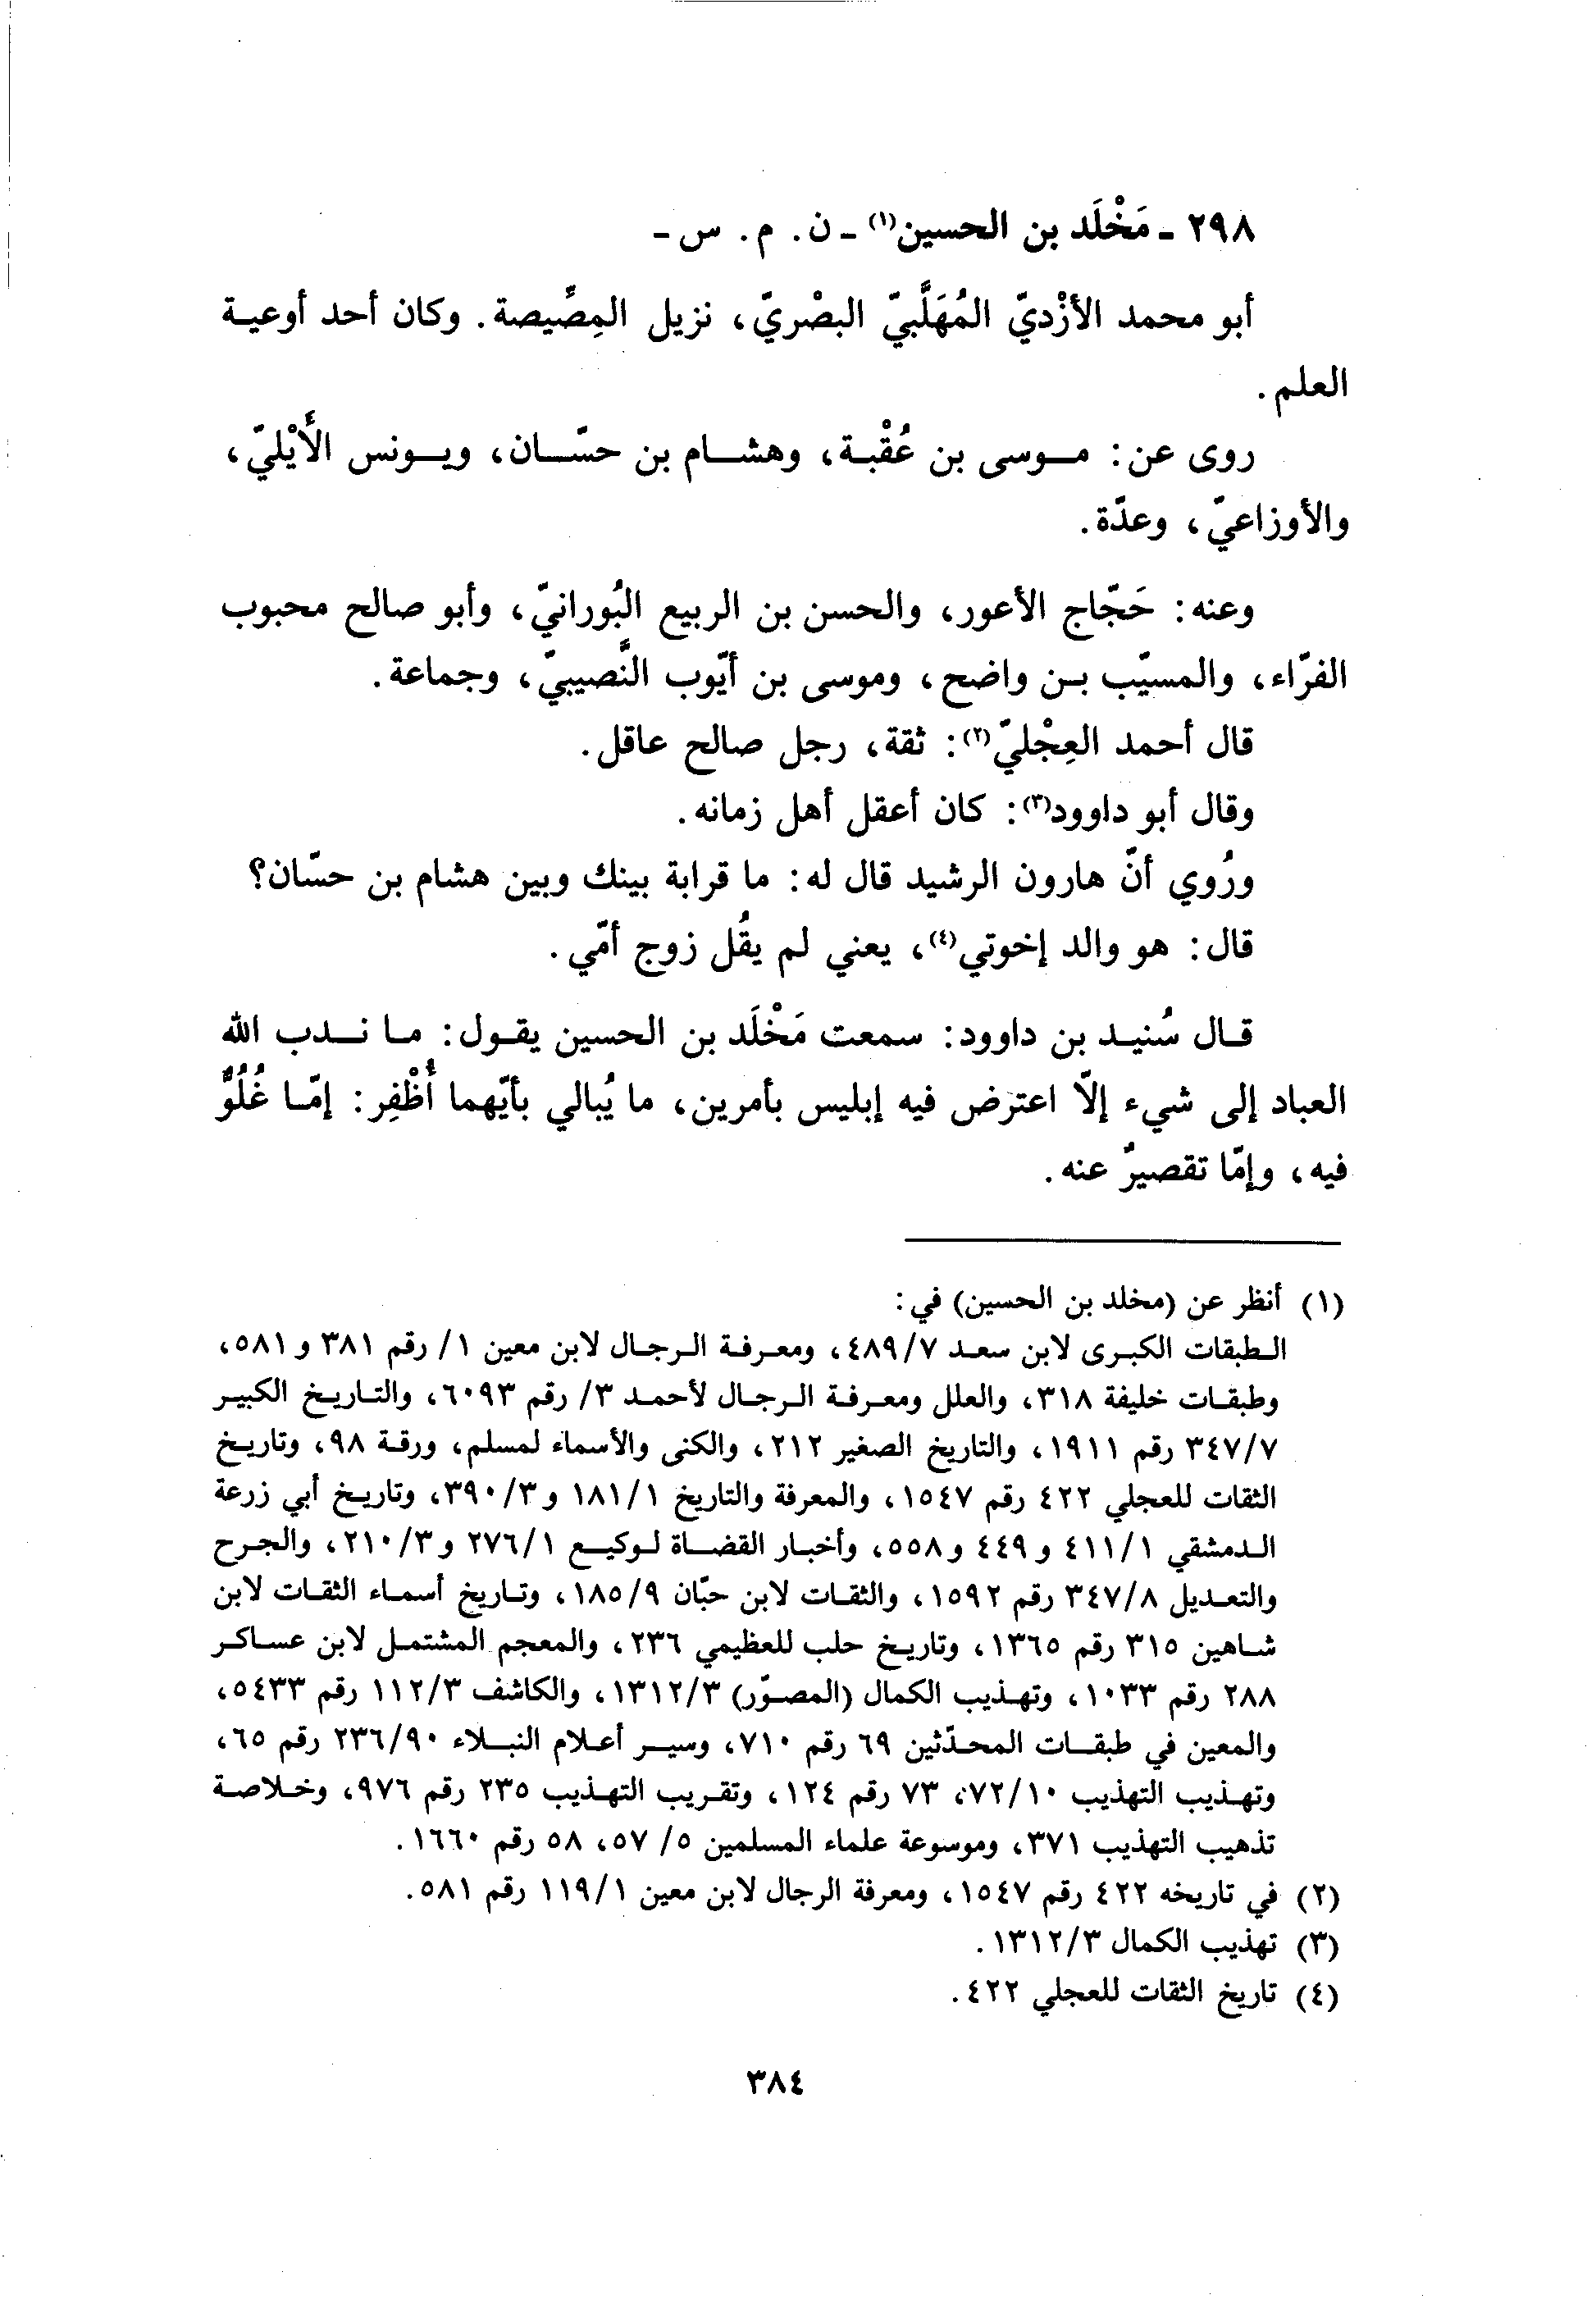 ٢٩٨ - مَخْلَد بن الحسين(١) - ن. م. س -
أبو محمد الأزْديّ المُهَلَّبيّ البصْريّ، نزيل المِصِّيصة. وكان أحد أوعية
العلم.
روى عن: موسى بن عُقْبة، وهشام بن حسّان، ويونس الأَيْليّ،
والأوزاعيّ، وعدّة.
وعنه: حَجّاج الأعور، والحسن بن الربيع البُورانيّ، وأبو صالح محبوب
الفرّاء، والمسيّب بن واضح، وموسى بن أيّوب النَّصيبيّ، وجماعة.
قال أحمد العِجْليّ(٢): ثقة، رجل صالح عاقل.
وقال أبو داوود(٣): كان أعقل أهل زمانه.
ورُوي أنّ هارون الرشيد قال له: ما قرابة بينك وبين هشام بن حسّان؟
قال: هو والد إخوتي(٤)، يعني لم يقُل زوج أمّي.
قال سُنيد بن داوود: سمعت مَخْلَد بن الحسين يقول: ما ندب الله
العباد إلى شيء إلاّ اعترض فيه إبليس بأمرين، ما يُبالي بأيّهما أُظْفِر: إمّا غُلُوٌّ
فيه، وإمّا تقصيرٌ عنه.
(١) أنظر عن (مخلد بن الحسين) في:
الطبقات الكبرى لابن سعد ٤٨٩/٧، ومعرفة الرجال لابن معين ١/ رقم ٣٨١ و ٥٨١،
وطبقات خليفة ٣١٨، والعلل ومعرفة الرجال لأحمد ٣/ رقم ٦٠٩٣، والتاريخ الكبير
٣٤٧/٧ رقم ١٩١١، والتاريخ الصغير ٢١٢، والكنى والأسماء لمسلم، ورقة ٩٨، وتاريخ
الثقات للعجلي ٤٢٢ رقم ١٥٤٧، والمعرفة والتاريخ ١٨١/١ و ٣٩٠/٣، وتاريخ أبي زرعة
الدمشقي ٤١١/١ و ٤٤٩ و٥٥٨، وأخبار القضاة لوكيع ٢٧٦/١ و٢١٠/٣، والجرح
والتعديل ٣٤٧/٨ رقم ١٥٩٢، والثقات لابن حبّان ١٨٥/٩، وتاريخ أسماء الثقات لابن
شاهين ٣١٥ رقم ١٣٦٥، وتاريخ حلب للعظيمي ٢٣٦، والمعجم المشتمل لابن عساكر
٢٨٨ رقم ١٠٣٣، وتهذيب الكمال (المصوّر) ١٣١٢/٣، والكاشف ١١٢/٣ رقم ٥٤٣٣،
والمعين في طبقات المحدّثين ٦٩ رقم ٧١٠، وسير أعلام النبلاء ٢٣٦/٩٠ رقم ٦٥،
وتهذيب التهذيب ٧٢/١٠، ٧٣ رقم ١٢٤، وتقريب التهذيب ٢٣٥ رقم ٩٧٦، وخلاصة
تذهيب التهذيب ٣٧١، وموسوعة علماء المسلمين ٥/ ٥٧، ٥٨ رقم ١٦٦٠.
(٢) في تاريخه ٤٢٢ رقم ١٥٤٧، ومعرفة الرجال لابن معين ١١٩/١ رقم ٥٨١.
(٣) تهذيب الكمال ١٣١٢/٣.
(٤) تاريخ الثقات للعجلي ٤٢٢.
٣٨٤